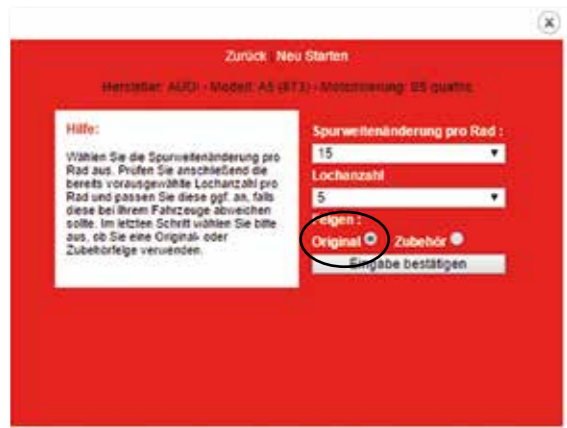 Zurück Neu Starten
Hersteller: AUDI - Modell: A5 (8T3) - Motorisierung: S5 quattro
Hilfe:
Wählen Sie die Spurweitenänderung pro
Rad aus. Prüfen Sie anschließend die
bereits vorausgewählte Lochanzahl pro
Rad und passen Sie diese ggf. an, falls
diese bei Ihrem Fahrzeuge abweichen
sollte. Im letzten Schritt wählen Sie bitte
aus, ob Sie eine Original- oder
Zubehörfelge verwenden.
Spurweitenänderung pro Rad :
15
Lochanzahl
5
Felgen :
Original Zubehör
Eingabe bestätigen